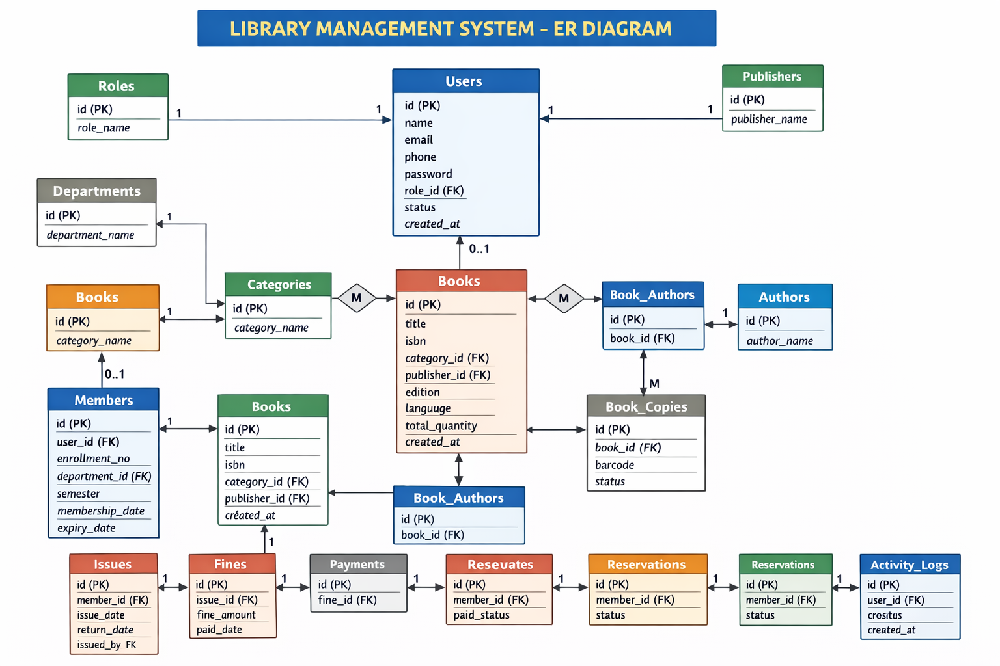 LIBRARY MANAGEMENT SYSTEM - ER DIAGRAM
Roles
id (PK)
role_name
1
1
Users
id (PK)
name
email
phone
password
role_id (FK)
status
created_at
1
1
Publishers
id (PK)
publisher_name
Departments
id (PK)
department_name
1
0..1
Books
id (PK)
category_name
1
Categories
id (PK)
category_name
M
Books
id (PK)
title
isbn
category_id (FK)
publisher_id (FK)
edition
languuge
total_quantity
created_at
M
Book_Authors
id (PK)
book_id (FK)
1
Authors
id (PK)
author_name
0..1
M
Members
id (PK)
user_id (FK)
enrollment_no
department_id (FK)
semester
membership_date
expiry_date
1
Books
id (PK)
title
isbn
category_id (FK)
publisher_id (FK)
créated_at
Book_Copies
id (PK)
book_id (FK)
barcode
status
Book_Authors
id (PK)
book_id (FK)
1
Issues
id (PK)
member_id (FK)
issue_date
return_date
issued_by FK
1
Fines
id (PK)
issue_id (FK)
fine_amount
paid_date
1
Payments
id (PK)
fine_id (FK)
1
Reseuates
id (PK)
member_id (FK)
paid_status
1
Reservations
id (PK)
member_id (FK)
status
1
Reservations
id (PK)
member_id (FK)
status
1
Activity_Logs
id (PK)
user_id (FK)
created_at